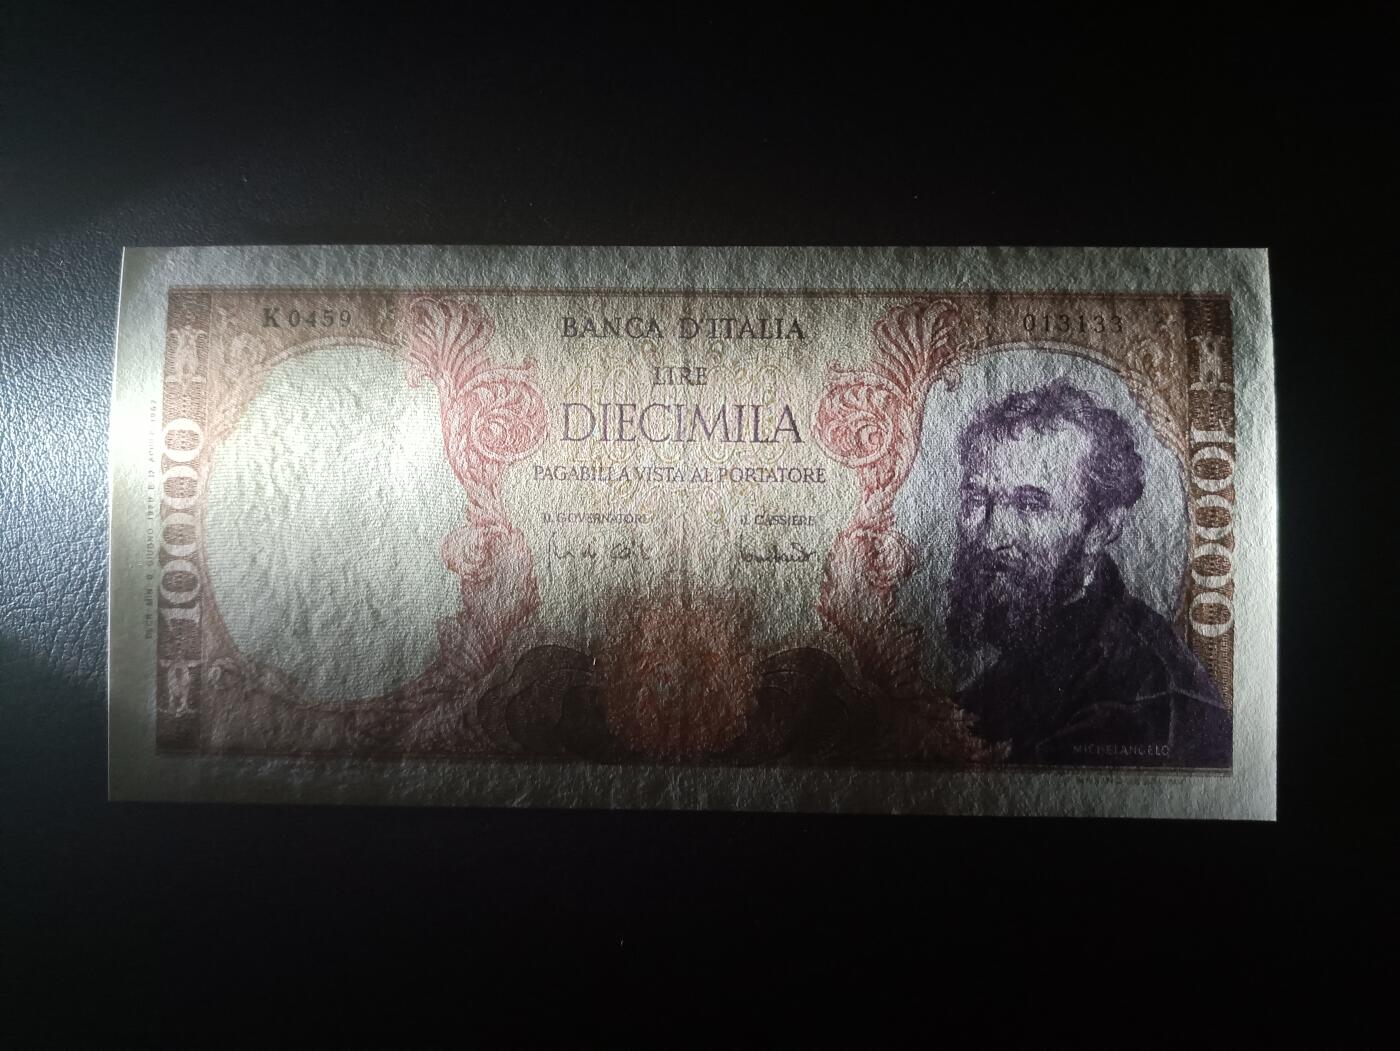 K 0459
013133
BANCA D'ITALIA
LIRE
DIECIMILA
PAGABILI A VISTA AL PORTATORE
IL GOVERNATORE
IL CASSIERE
10000
10000
MICHELANGELO